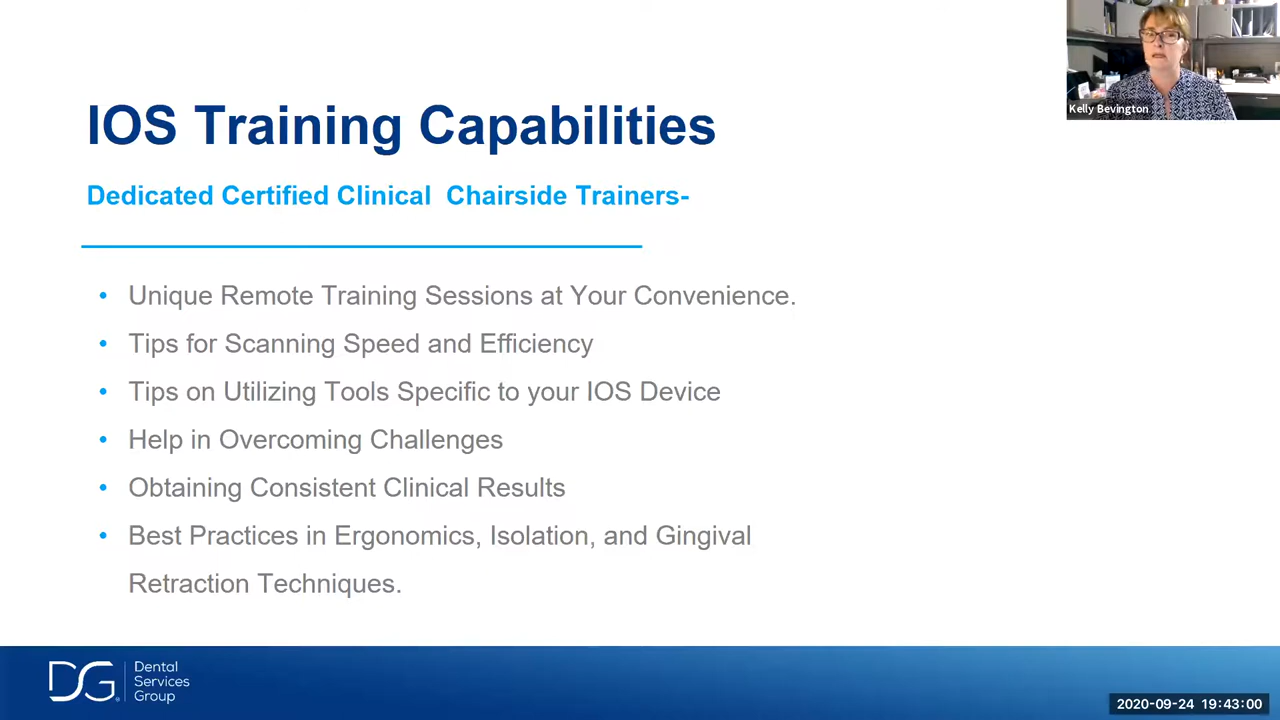 IOS Training Capabilities
Dedicated Certified Clinical  Chairside Trainers-
• Unique Remote Training Sessions at Your Convenience.
• Tips for Scanning Speed and Efficiency
• Tips on Utilizing Tools Specific to your IOS Device
• Help in Overcoming Challenges
• Obtaining Consistent Clinical Results
• Best Practices in Ergonomics, Isolation, and Gingival
Retraction Techniques.
Kelly Bevington
DSG®
Dental
Services
Group
2020-09-24 19:43:00